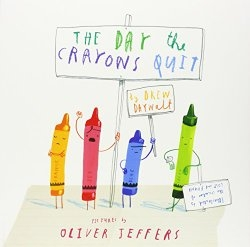 THE DAY the
CRAYONS QUIT
by DREW
DAYWALT
PICTURES by
OLIVER JEFFERS